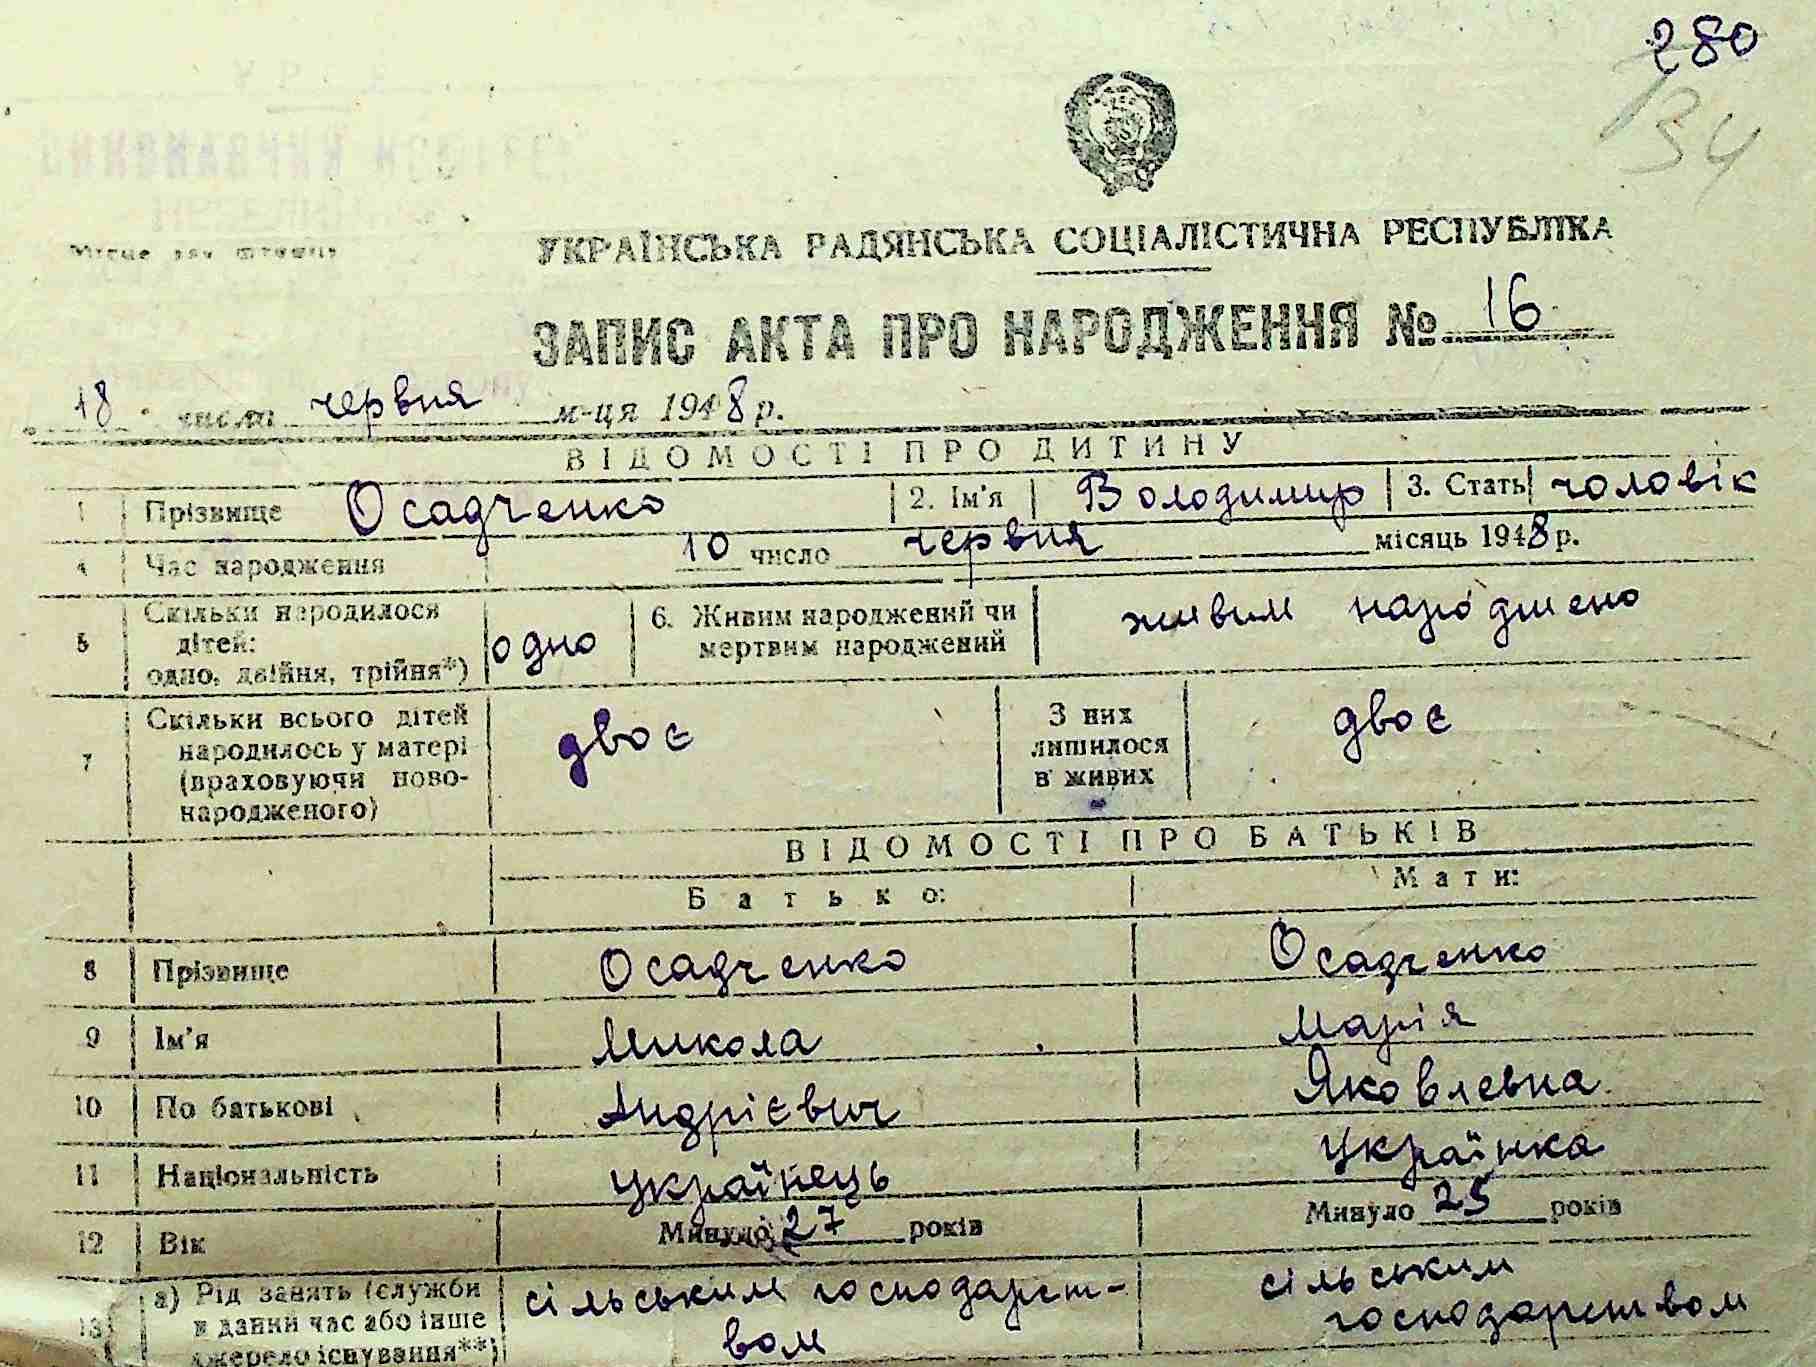 280
34
Місце для штампу
УКРАЇНСЬКА РАДЯНСЬКА СОЦІАЛІСТИЧНА РЕСПУБЛІКА
ЗАПИС АКТА ПРО НАРОДЖЕННЯ № 16
18 числа червня м-ця 1948 р.
ВІДОМОСТІ ПРО ДИТИНУ
1 Прізвище Осадченко 2. Ім'я Володимир 3. Стать чоловік
4 Час народження 10 число червня місяць 1948 р.
5 Скільки народилося дітей: одно, двійня, трійня*) одно 6. Живим народжений чи мертвим народжений живим народжено
7 Скільки всього дітей народилось у матері (враховуючи новонародженого) двоє З них лишилося в живих двоє
ВІДОМОСТІ ПРО БАТЬКІВ
Батько: Мати:
8 Прізвище Осадченко Осадченко
9 Ім'я Микола Марія
10 По батькові Андрієвич Яковлевна
11 Національність Українець Українка
12 Вік Минуло 27 років Минуло 25 років
13 а) Рід занять (служби в даний час або інше джерело існування**) сільським господарством сільським господарством